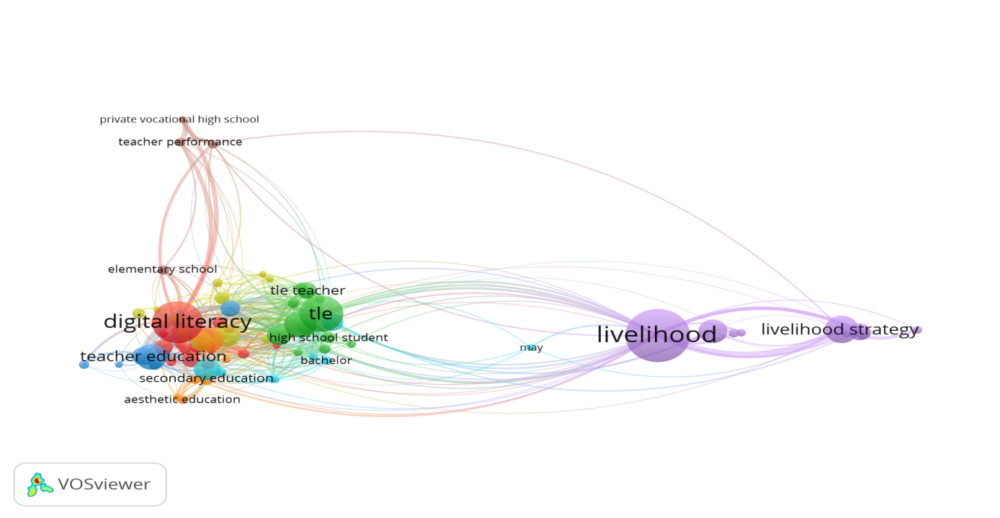 private vocational high school
teacher performance
elementary school
tle teacher
tle
digital literacy
high school student
livelihood
livelihood strategy
may
teacher education
bachelor
secondary education
aesthetic education
VOSviewer